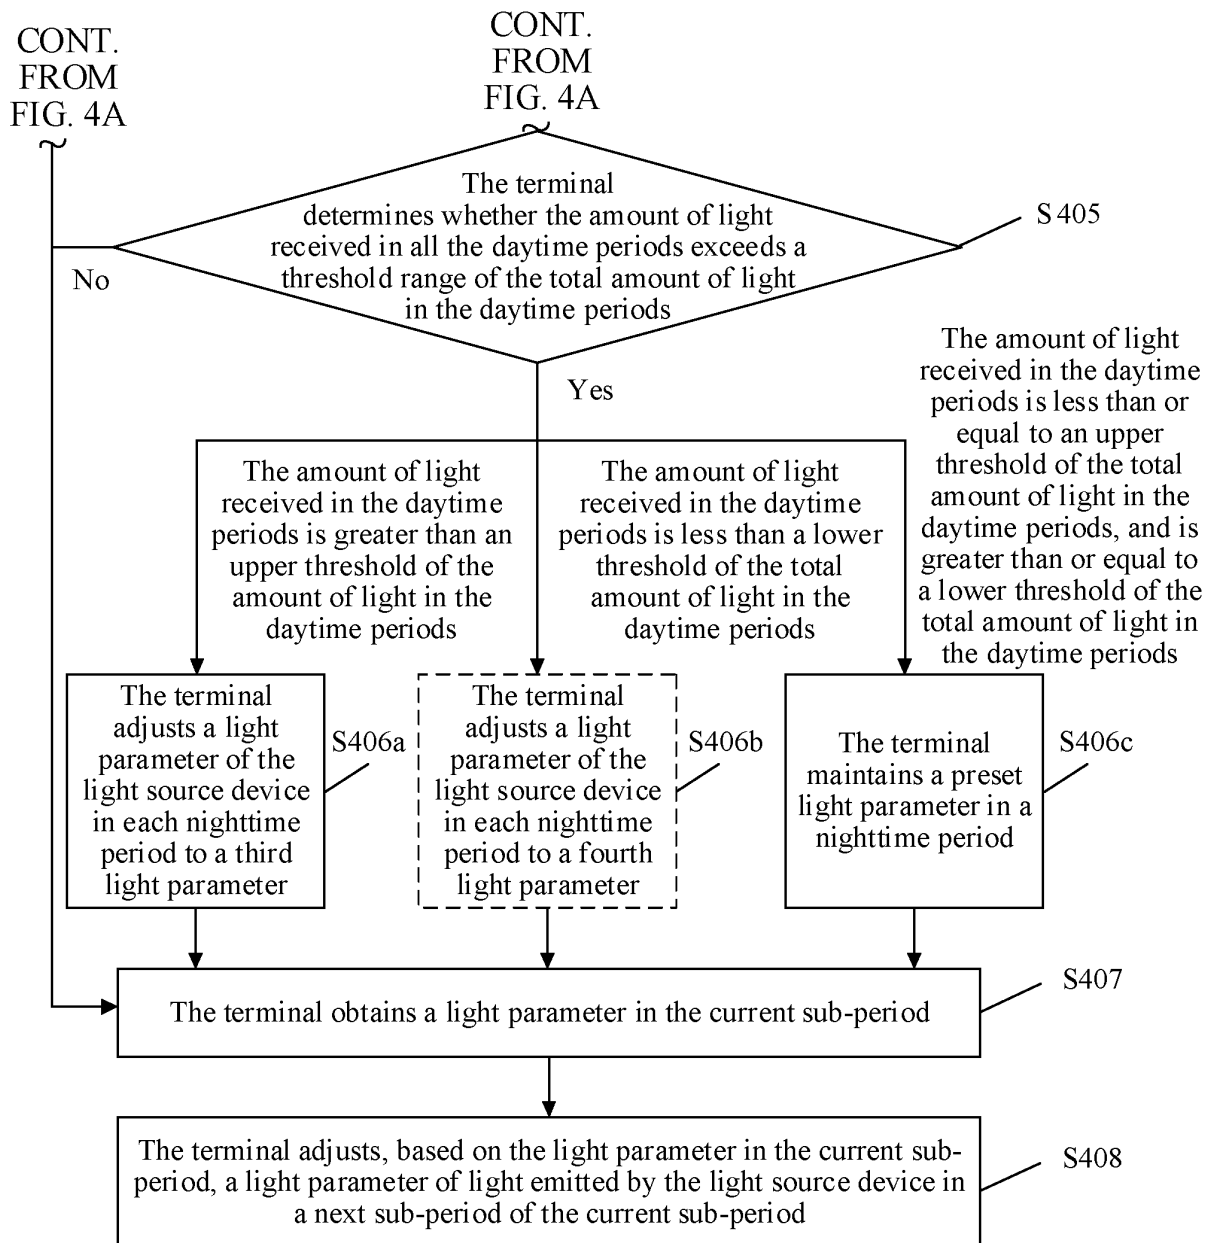 CONT.
FROM
FIG. 4A
CONT.
FROM
FIG. 4A
The terminal
determines whether the amount of light
received in all the daytime periods exceeds a
threshold range of the total amount of light
in the daytime periods
S405
No
Yes
The amount of light
received in the daytime
periods is greater than an
upper threshold of the
amount of light in the
daytime periods
The amount of light
received in the daytime
periods is less than a lower
threshold of the total
amount of light in the
daytime periods
The amount of light
received in the daytime
periods is less than or
equal to an upper
threshold of the total
amount of light in the
daytime periods, and is
greater than or equal to
a lower threshold of the
total amount of light in
the daytime periods
The terminal
adjusts a light
parameter of the
light source device
in each nighttime
period to a third
light parameter
S406a
The terminal
adjusts a light
parameter of the
light source device
in each nighttime
period to a fourth
light parameter
S406b
The terminal
maintains a preset
light parameter in a
nighttime period
S406c
The terminal obtains a light parameter in the current sub-period
S407
The terminal adjusts, based on the light parameter in the current sub-
period, a light parameter of light emitted by the light source device in
a next sub-period of the current sub-period
S408